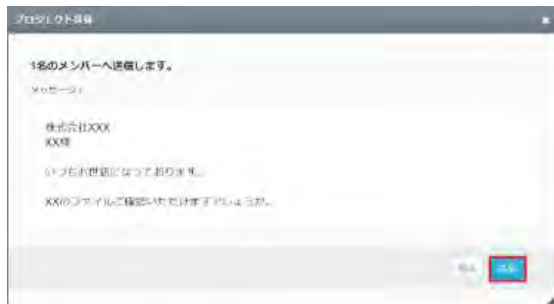 プロジェクト共有
1名のメンバーへ送信します。
メッセージ：
株式会社XXX
XX様
いつもお世話になっております。
XXのファイルご確認いただけますでしょうか。